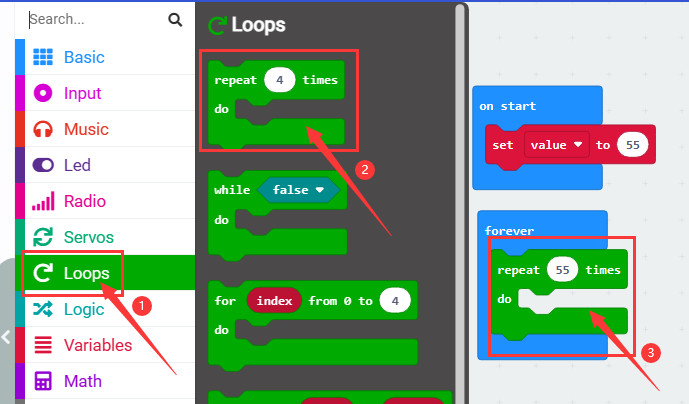 Search...
Basic
Input
Music
Led
Radio
Servos
Loops
Logic
Variables
Math
1
Loops
repeat 4 times
do
2
while false
do
for index from 0 to 4
do
on start
set value to 55
forever
repeat 55 times
do
3